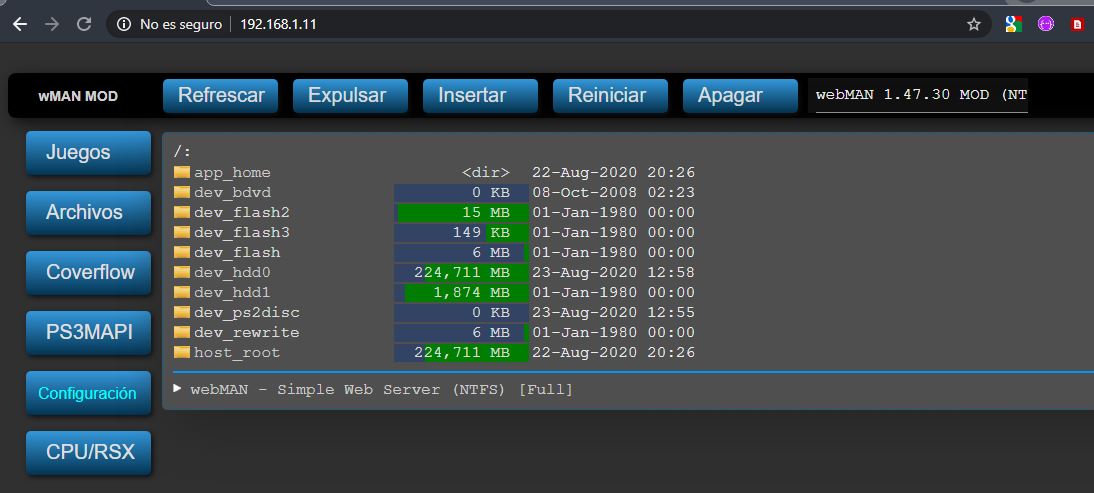 No es seguro 192.168.1.11
wMAN MOD Refrescar Expulsar Insertar Reiniciar Apagar webMAN 1.47.30 MOD (NT
Juegos
Archivos
Coverflow
PS3MAPI
Configuración
CPU/RSX
/:
app_home <dir> 22-Aug-2020 20:26
dev_bdvd 0 KB 08-Oct-2008 02:23
dev_flash2 15 MB 01-Jan-1980 00:00
dev_flash3 149 KB 01-Jan-1980 00:00
dev_flash 6 MB 01-Jan-1980 00:00
dev_hdd0 224,711 MB 23-Aug-2020 12:58
dev_hdd1 1,874 MB 01-Jan-1980 00:00
dev_ps2disc 0 KB 23-Aug-2020 12:55
dev_rewrite 6 MB 01-Jan-1980 00:00
host_root 224,711 MB 22-Aug-2020 20:26
webMAN - Simple Web Server (NTFS) [Full]